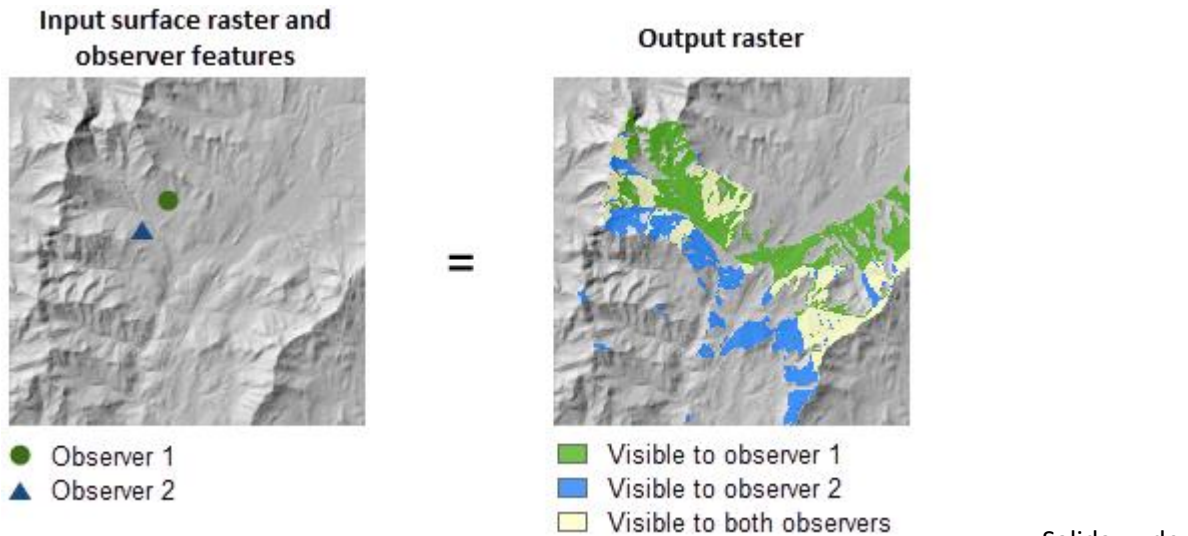 Input surface raster and
observer features
Output raster
=
Observer 1
Observer 2
Visible to observer 1
Visible to observer 2
Visible to both observers